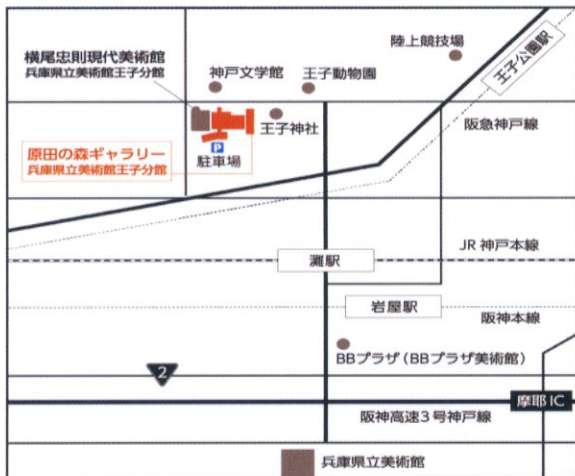 陸上競技場
王子公園駅
横尾忠則現代美術館
兵庫県立美術館王子分館
神戸文学館
王子動物園
王子神社
阪急神戸線
P
駐車場
原田の森ギャラリー
兵庫県立美術館王子分館
JR 神戸本線
灘駅
岩屋駅
阪神本線
BBプラザ(BBプラザ美術館)
2
摩耶IC
阪神高速3号神戸線
兵庫県立美術館